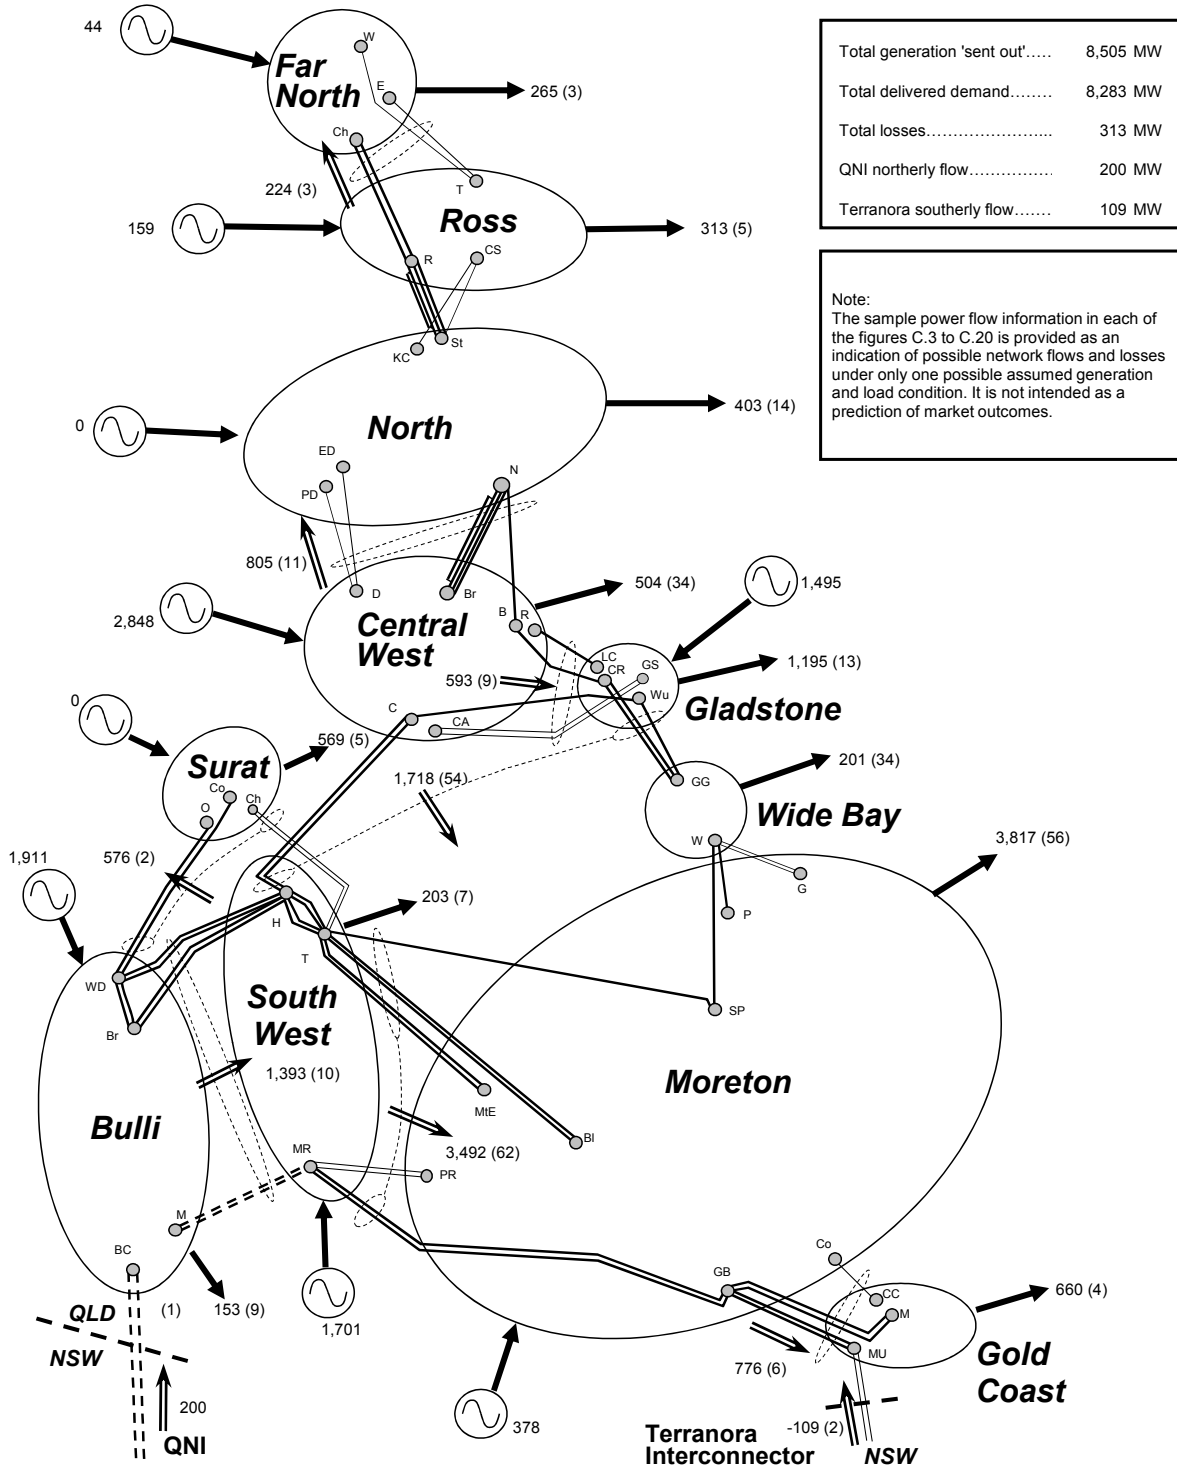 44
W
Far
North
E
265 (3)
Ch
224 (3)
T
159
Ross
313 (5)
R
CS
St
KC
0
North
403 (14)
ED
PD
N
805 (11)
D
Br
504 (34)
1,495
2,848
Central
West
B
R
LC
CR
GS
1,195 (13)
593 (9)
Wu
Gladstone
C
CA
0
569 (5)
Surat
Co
Ch
O
1,718 (54)
GG
201 (34)
Wide Bay
W
G
P
3,817 (56)
1,911
576 (2)
H
203 (7)
T
WD
Br
South
West
SP
1,393 (10)
Moreton
MtE
Bulli
BI
MR
3,492 (62)
PR
M
BC
(1)
153 (9)
QLD
NSW
1,701
200
QNI
378
Co
GB
CC
M
660 (4)
MU
776 (6)
Gold
Coast
-109 (2)
Terranora
Interconnector
NSW
Total generation 'sent out'..... 8,505 MW
Total delivered demand........ 8,283 MW
Total losses........................ 313 MW
QNI northerly flow................ 200 MW
Terranora southerly flow....... 109 MW
Note:
The sample power flow information in each of
the figures C.3 to C.20 is provided as an
indication of possible network flows and losses
under only one possible assumed generation
and load condition. It is not intended as a
prediction of market outcomes.